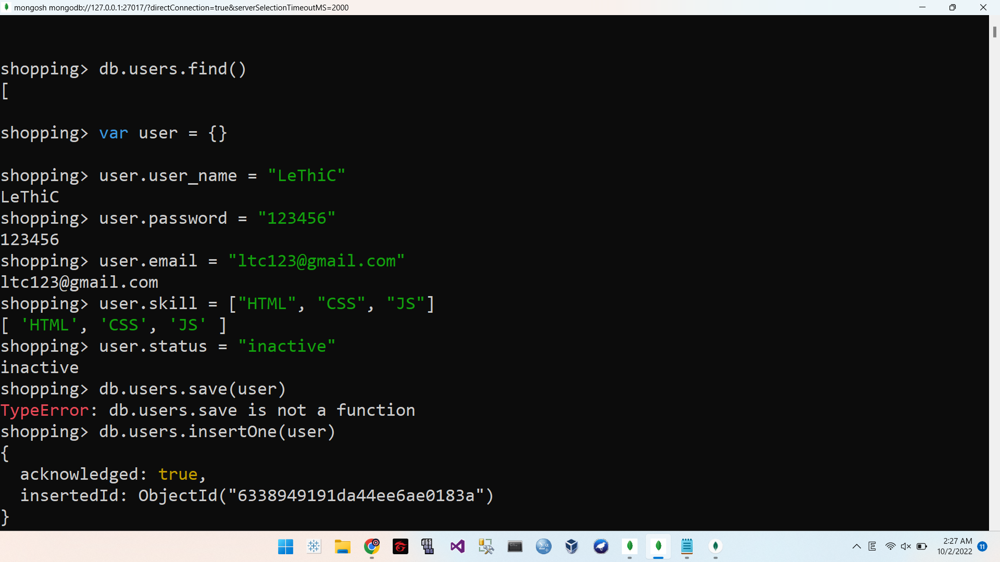 mongosh mongodb://127.0.0.1:27017/?directConnection=true&serverSelectionTimeoutMS=2000
shopping> db.users.find()
[
shopping> var user = {}
shopping> user.user_name = "LeThiC"
LeThiC
shopping> user.password = "123456"
123456
shopping> user.email = "ltc123@gmail.com"
ltc123@gmail.com
shopping> user.skill = ["HTML", "CSS", "JS"]
[ 'HTML', 'CSS', 'JS' ]
shopping> user.status = "inactive"
inactive
shopping> db.users.save(user)
TypeError: db.users.save is not a function
shopping> db.users.insertOne(user)
{
  acknowledged: true,
  insertedId: ObjectId("6338949191da44ee6ae0183a")
}
E
2:27 AM
10/2/2022
11